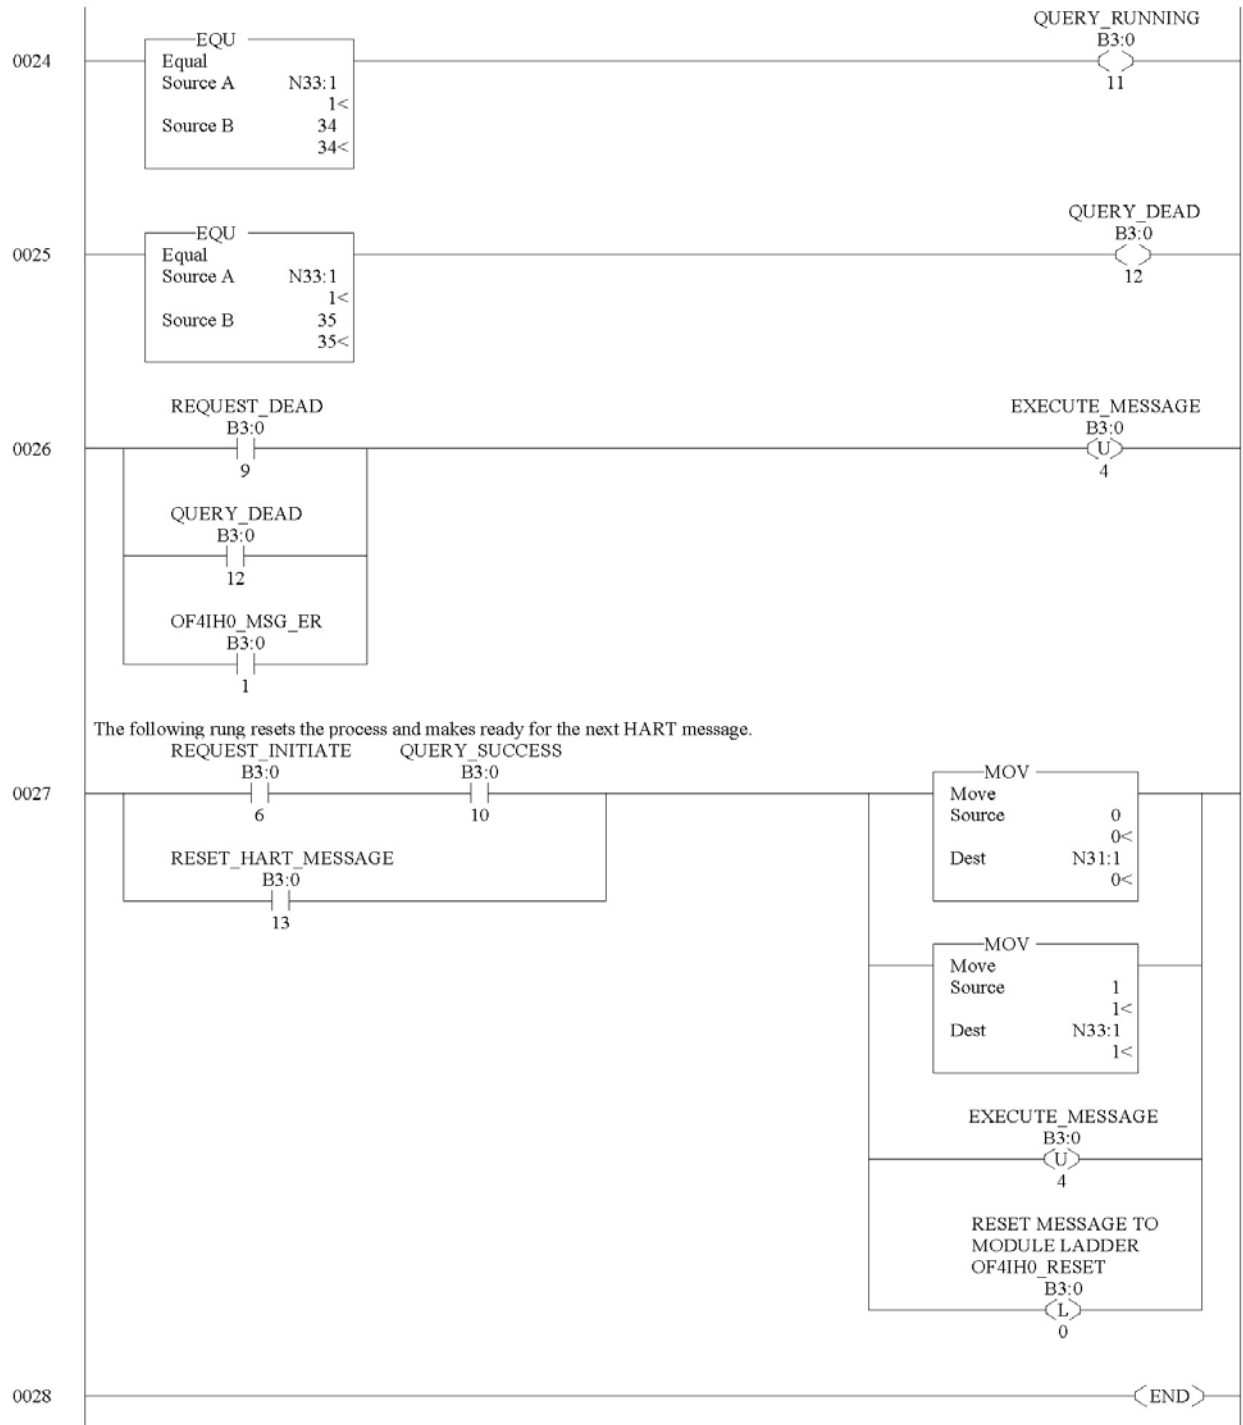 QUERY_RUNNING
EQU
B3:0
0024
Equal
Source A N33:1
11
1<
Source B 34
34<
QUERY_DEAD
EQU
B3:0
0025
Equal
Source A N33:1
12
1<
Source B 35
35<
REQUEST_DEAD EXECUTE_MESSAGE
B3:0 B3:0
0026 U
9 4
QUERY_DEAD
B3:0
12
OF4IH0_MSG_ER
B3:0
1
The following rung resets the process and makes ready for the next HART message.
REQUEST_INITIATE QUERY_SUCCESS
B3:0 B3:0 MOV
0027 Move
6 10 Source 0
0<
RESET_HART_MESSAGE Dest N31:1
B3:0 0<
13
MOV
Move
Source 1
1<
Dest N33:1
1<
EXECUTE_MESSAGE
B3:0
U
4
RESET MESSAGE TO
MODULE LADDER
OF4IH0_RESET
B3:0
L
0
0028 END